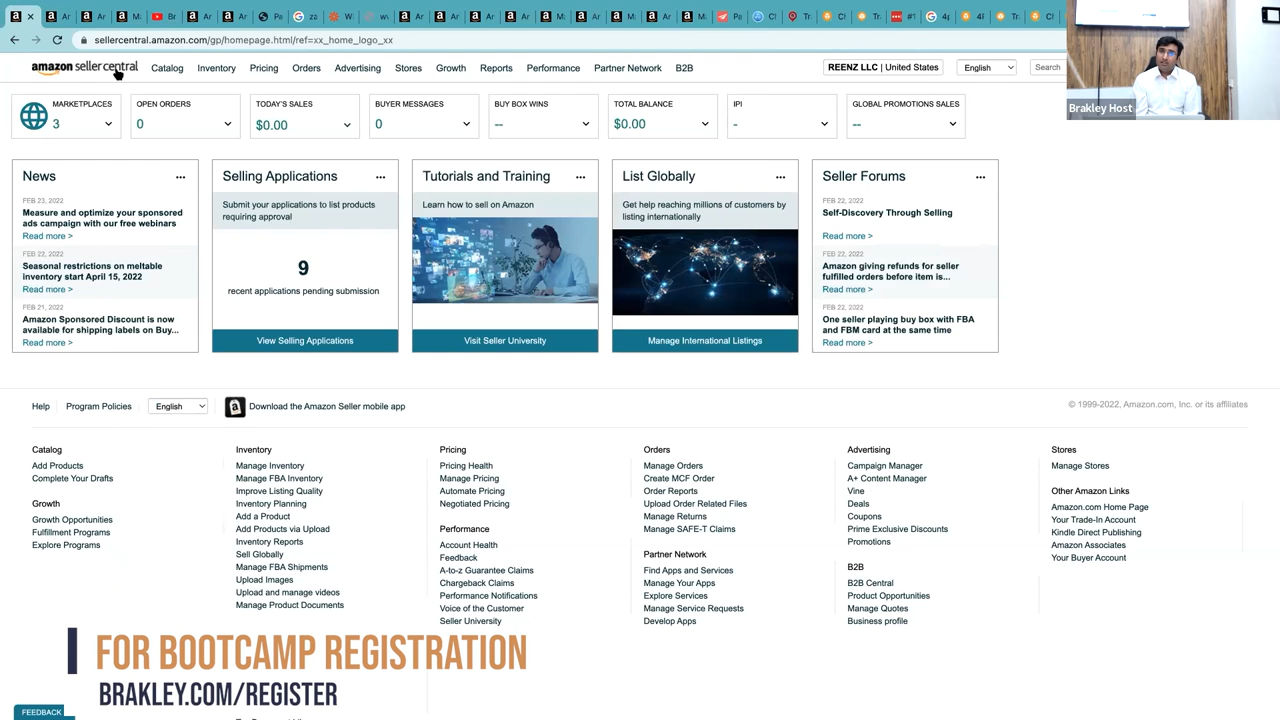 Br
Ar
M
sellercentral.amazon.com/gp/homepage.html/ref=xx_home_logo_xx
amazon seller central
Catalog
Inventory
Pricing
Orders
Advertising
Stores
Growth
Reports
Performance
Partner Network
B2B
REENZ LLC | United States
English
Search
Brakley Host
MARKETPLACES
3
OPEN ORDERS
0
TODAY'S SALES
$0.00
BUYER MESSAGES
0
BUY BOX WINS
--
TOTAL BALANCE
$0.00
IPI
-
GLOBAL PROMOTIONS SALES
--
News
FEB 23, 2022
Measure and optimize your sponsored
ads campaign with our free webinars
Read more >
FEB 22, 2022
Seasonal restrictions on meltable
inventory start April 15, 2022
Read more >
FEB 21, 2022
Amazon Sponsored Discount is now
available for shipping labels on Buy...
Read more >
Selling Applications
Submit your applications to list products
requiring approval
9
recent applications pending submission
View Selling Applications
Tutorials and Training
Learn how to sell on Amazon
Visit Seller University
List Globally
Get help reaching millions of customers by
listing internationally
Manage International Listings
Seller Forums
FEB 22, 2022
Self-Discovery Through Selling
Read more >
FEB 22, 2022
Amazon giving refunds for seller
fulfilled orders before item is...
Read more >
FEB 22, 2022
One seller playing buy box with FBA
and FBM card at the same time
Read more >
Help
Program Policies
English
Download the Amazon Seller mobile app
© 1999-2022, Amazon.com, Inc. or its affiliates
Catalog
Add Products
Complete Your Drafts
Growth
Growth Opportunities
Fulfillment Programs
Explore Programs
Inventory
Manage Inventory
Manage FBA Inventory
Improve Listing Quality
Inventory Planning
Add a Product
Add Products via Upload
Inventory Reports
Sell Globally
Manage FBA Shipments
Upload Images
Upload and manage videos
Manage Product Documents
Pricing
Pricing Health
Manage Pricing
Automate Pricing
Negotiated Pricing
Performance
Account Health
Feedback
A-to-z Guarantee Claims
Chargeback Claims
Performance Notifications
Voice of the Customer
Seller University
Orders
Manage Orders
Create MCF Order
Order Reports
Upload Order Related Files
Manage Returns
Manage SAFE-T Claims
Partner Network
Find Apps and Services
Manage Your Apps
Explore Services
Manage Service Requests
Develop Apps
Advertising
Campaign Manager
A+ Content Manager
Vine
Deals
Coupons
Prime Exclusive Discounts
Promotions
B2B
B2B Central
Product Opportunities
Manage Quotes
Business profile
Stores
Manage Stores
Other Amazon Links
Amazon.com Home Page
Your Trade-In Account
Kindle Direct Publishing
Amazon Associates
Your Buyer Account
FOR BOOTCAMP REGISTRATION
BRAKLEY.COM/REGISTER
FEEDBACK